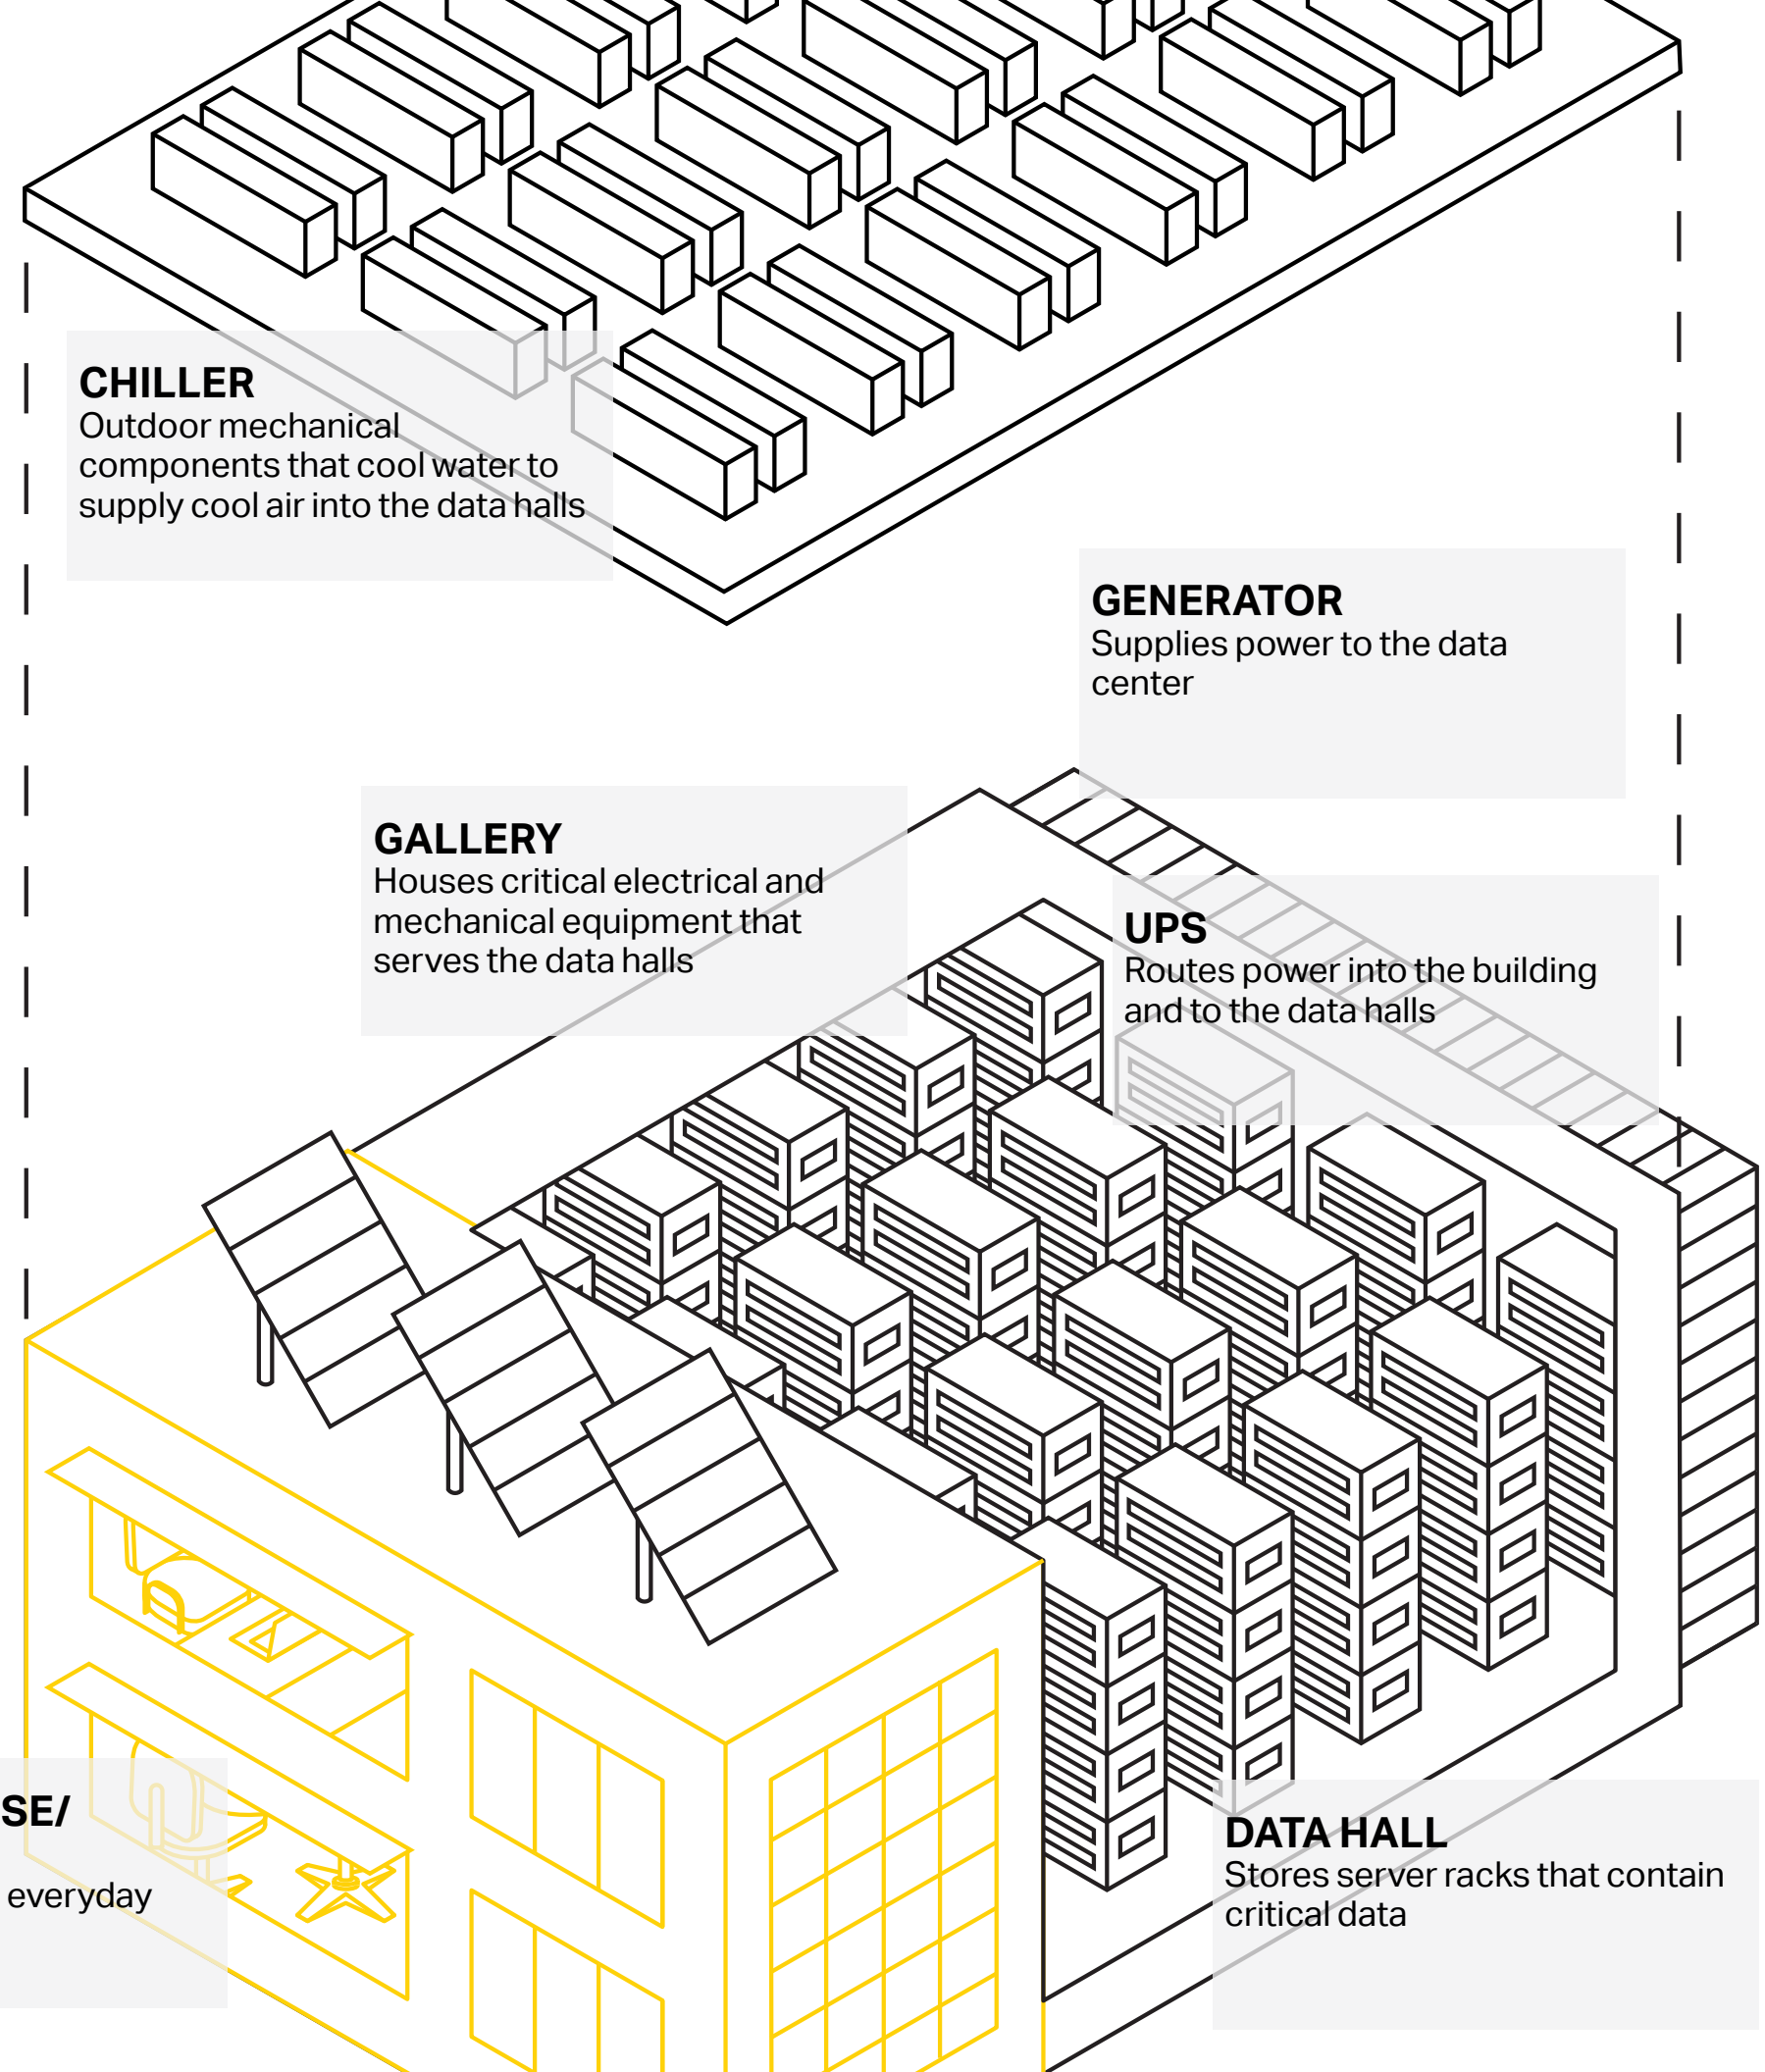 CHILLER
Outdoor mechanical
components that cool water to
supply cool air into the data halls
GENERATOR
Supplies power to the data
center
GALLERY
Houses critical electrical and
mechanical equipment that
serves the data halls
UPS
Routes power into the building
and to the data halls
SE/
everyday
DATA HALL
Stores server racks that contain
critical data